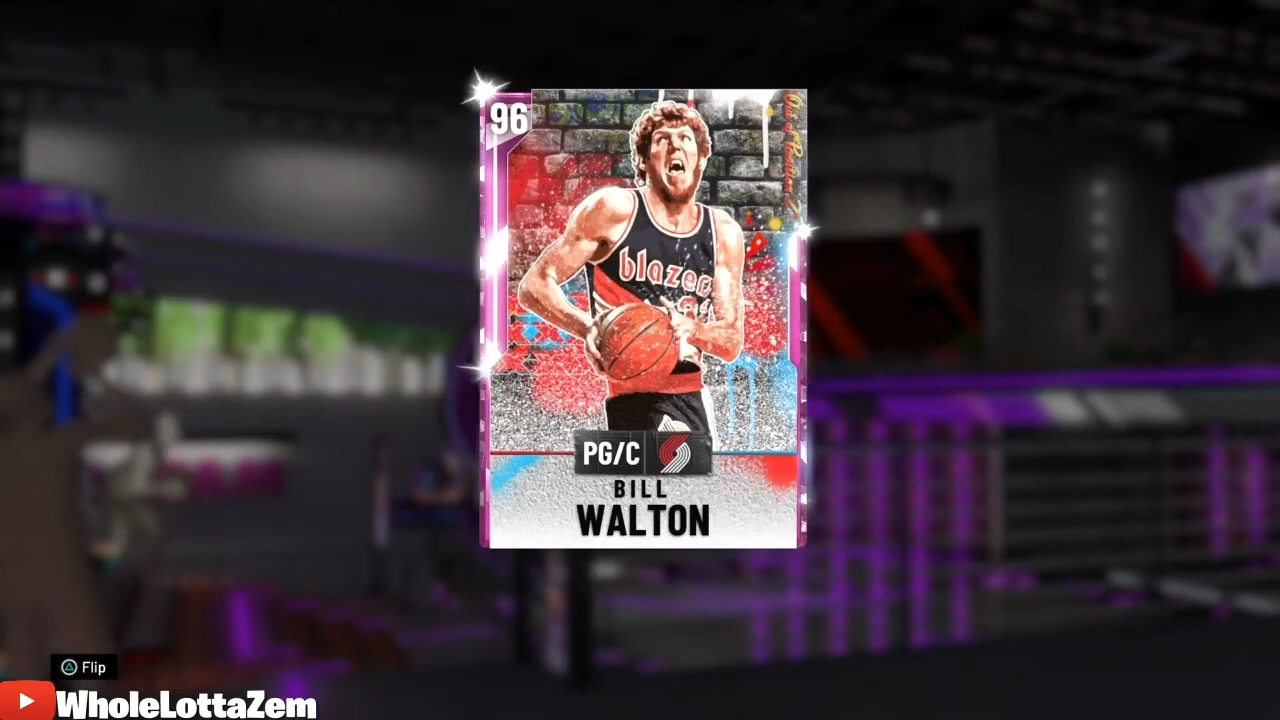 96
Out of Position
blazers
PG/C
BILL
WALTON
Flip
WholeLottaZem